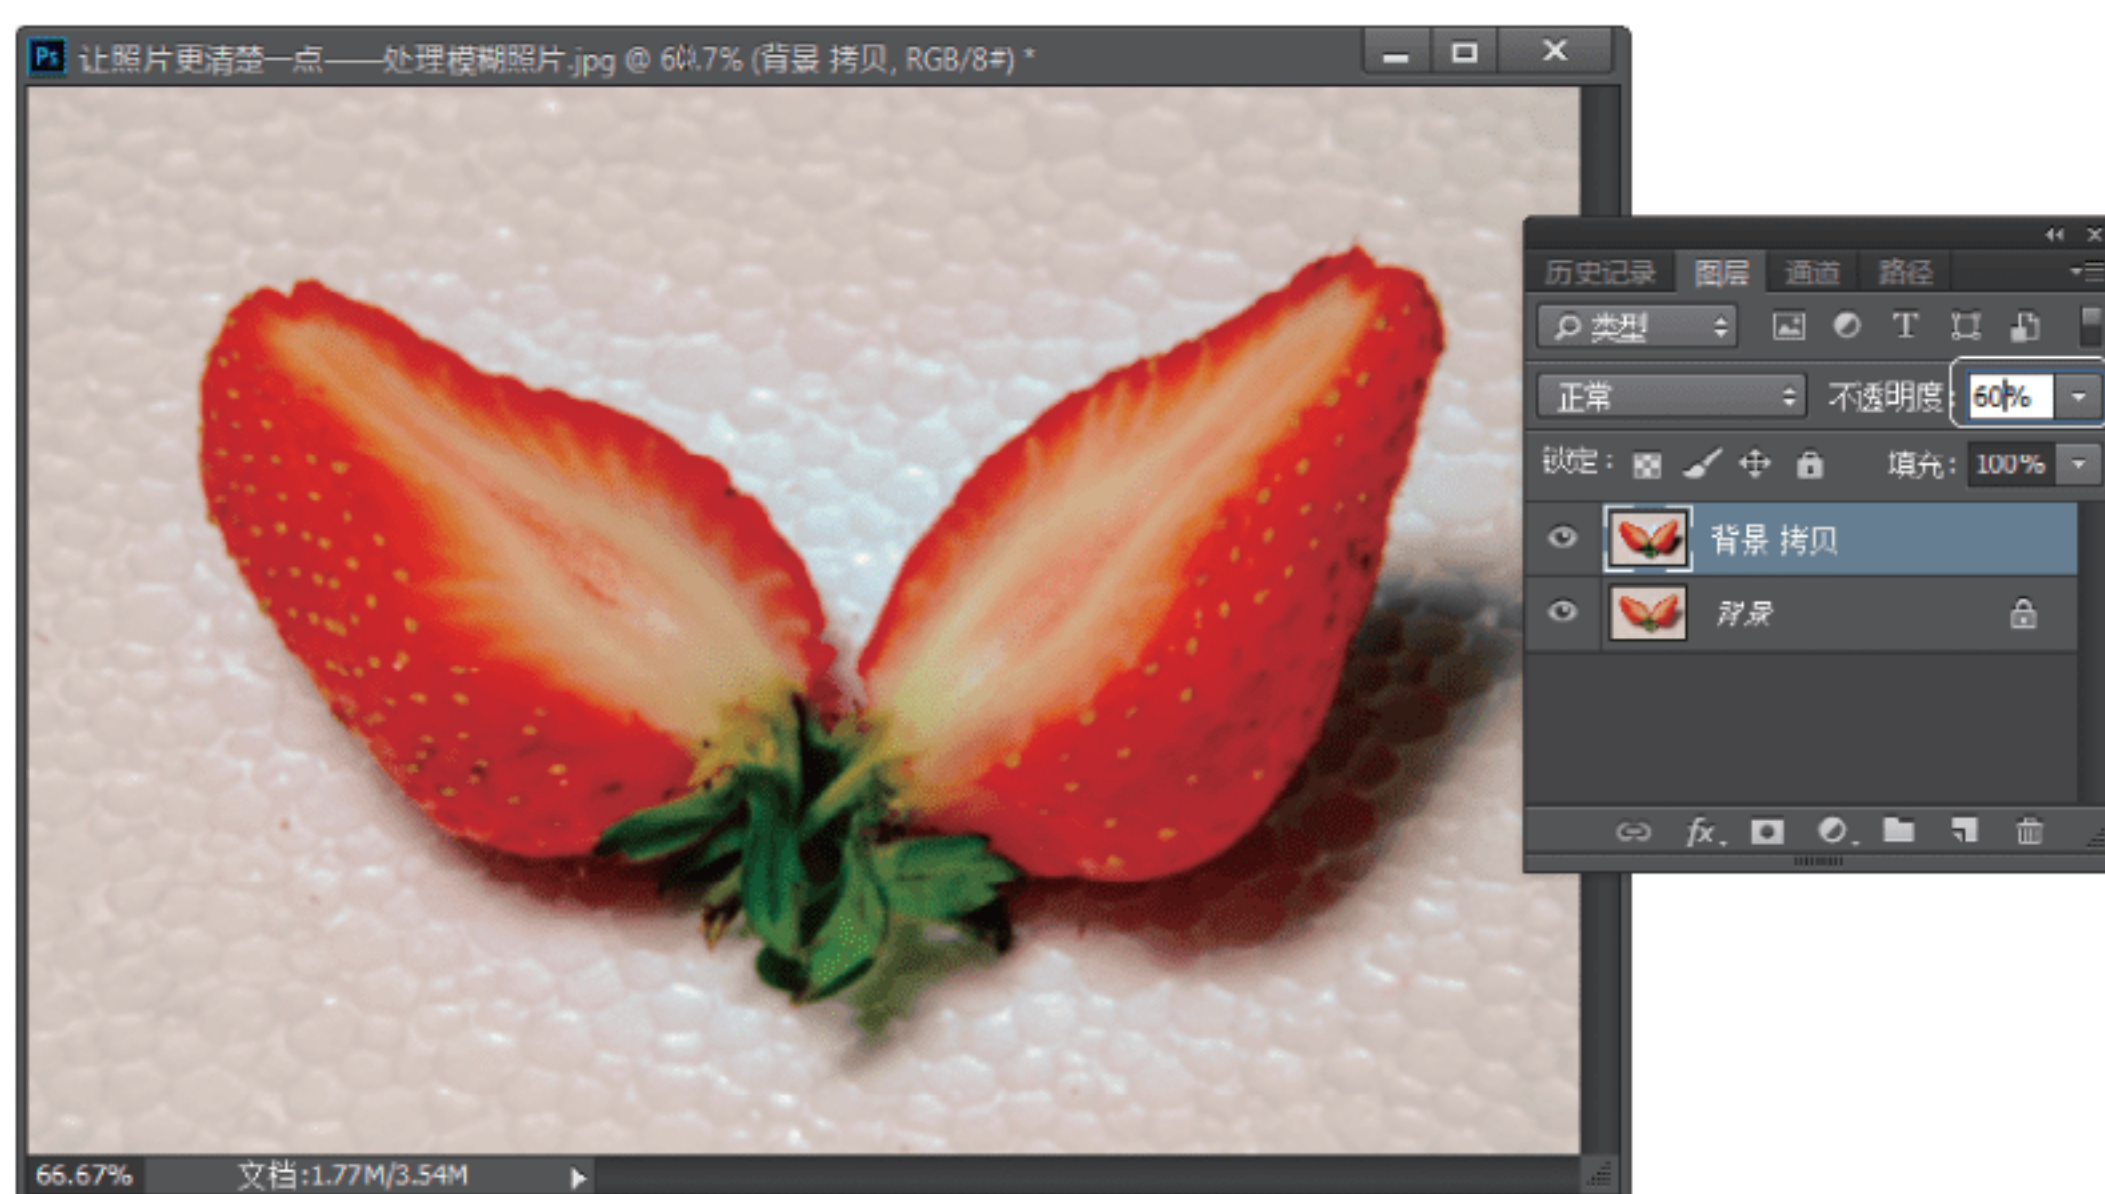 Ps 让照片更清楚一点——处理模糊照片.jpg @ 66.7% (背景 拷贝, RGB/8#) *
历史记录 图层 通道 路径
类型 T
正常 不透明度: 60%
锁定: 填充: 100%
背景 拷贝
背景
fx
66.67% 文档:1.77M/3.54M